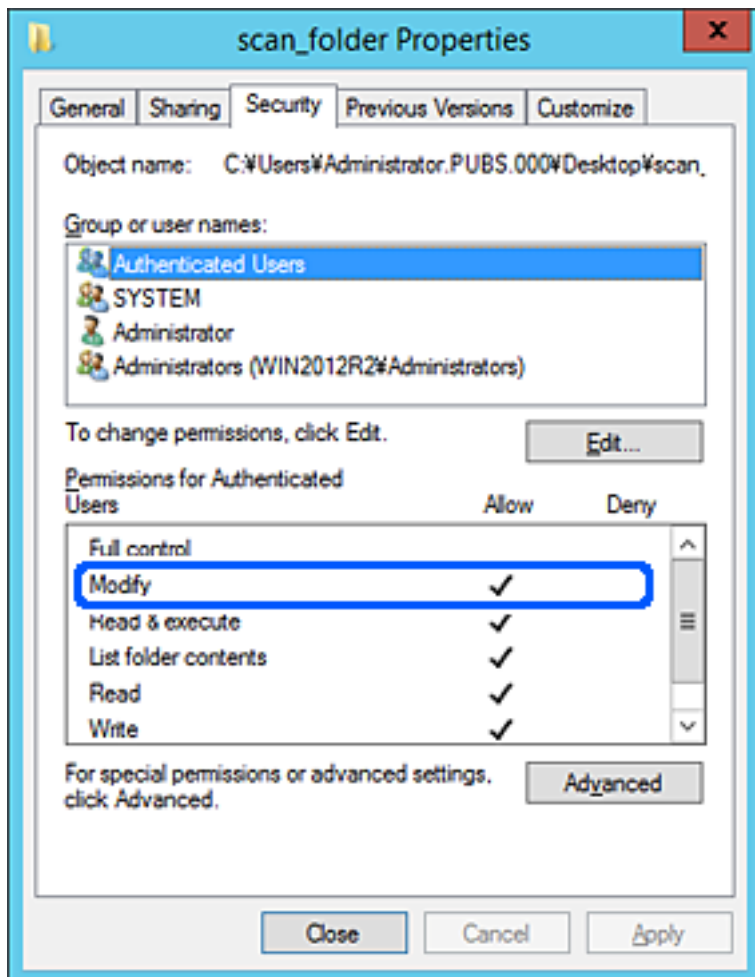 scan_folder Properties
x
General Sharing Security Previous Versions Customize
Object name: C:¥Users¥Administrator.PUBS.000¥Desktop¥scan_
Group or user names:
Authenticated Users
SYSTEM
Administrator
Administrators (WIN2012R2¥Administrators)
To change permissions, click Edit.
Edit...
Permissions for Authenticated
Users Allow Deny
Full control
Modify
Read & execute
List folder contents
Read
Write
For special permissions or advanced settings,
click Advanced.
Advanced
Close Cancel Apply